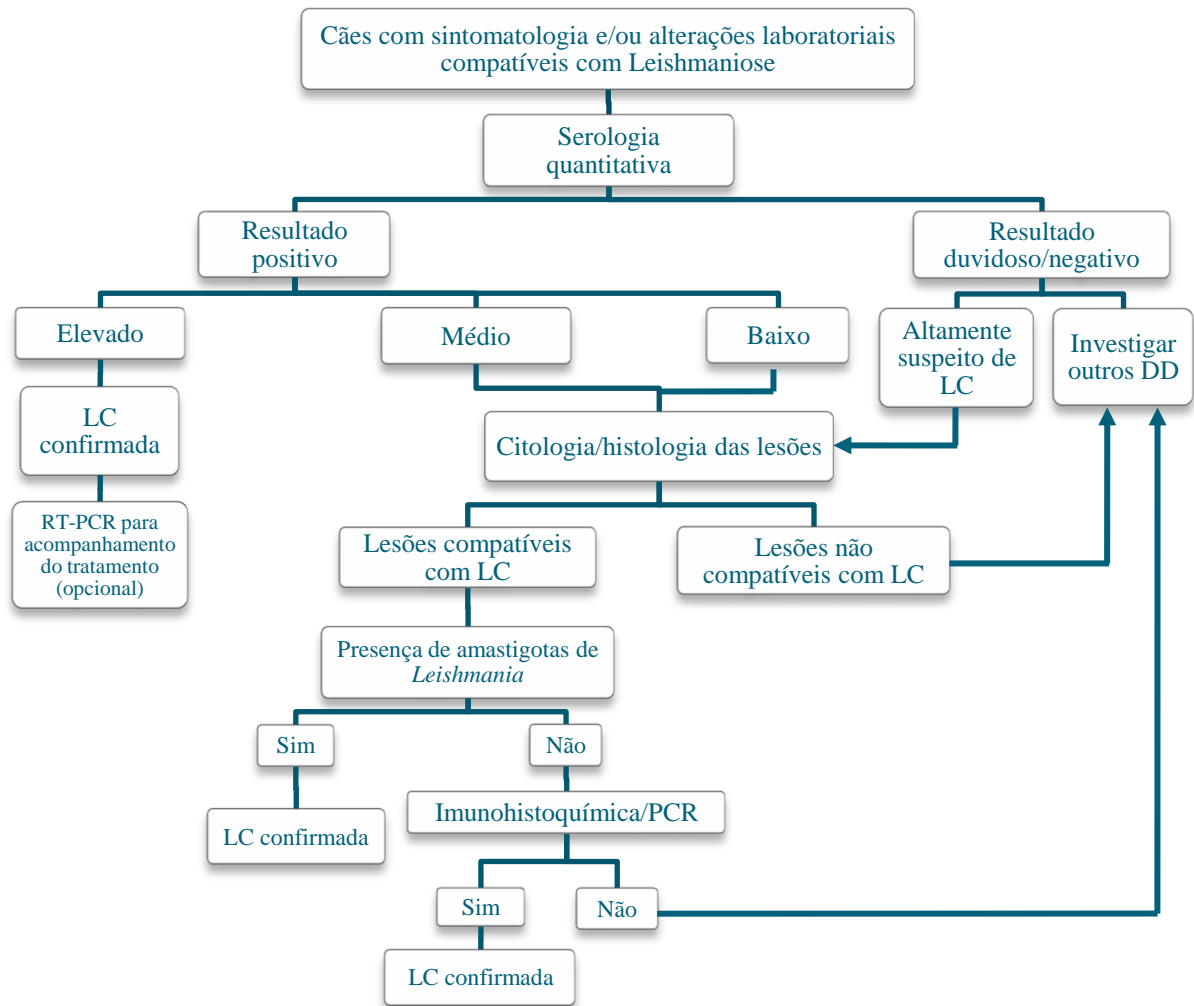 Cães com sintomatologia e/ou alterações laboratoriais
compatíveis com Leishmaniose
Serologia
quantitativa
Resultado
positivo
Resultado
duvidoso/negativo
Elevado
Médio
Baixo
Altamente
suspeito de
LC
Investigar
outros DD
LC
confirmada
Citologia/histologia das lesões
RT-PCR para
acompanhamento
do tratamento
(opcional)
Lesões compatíveis
com LC
Lesões não
compatíveis com LC
Presença de amastigotas de
Leishmania
Sim
Não
LC confirmada
Imunohistoquímica/PCR
Sim
Não
LC confirmada